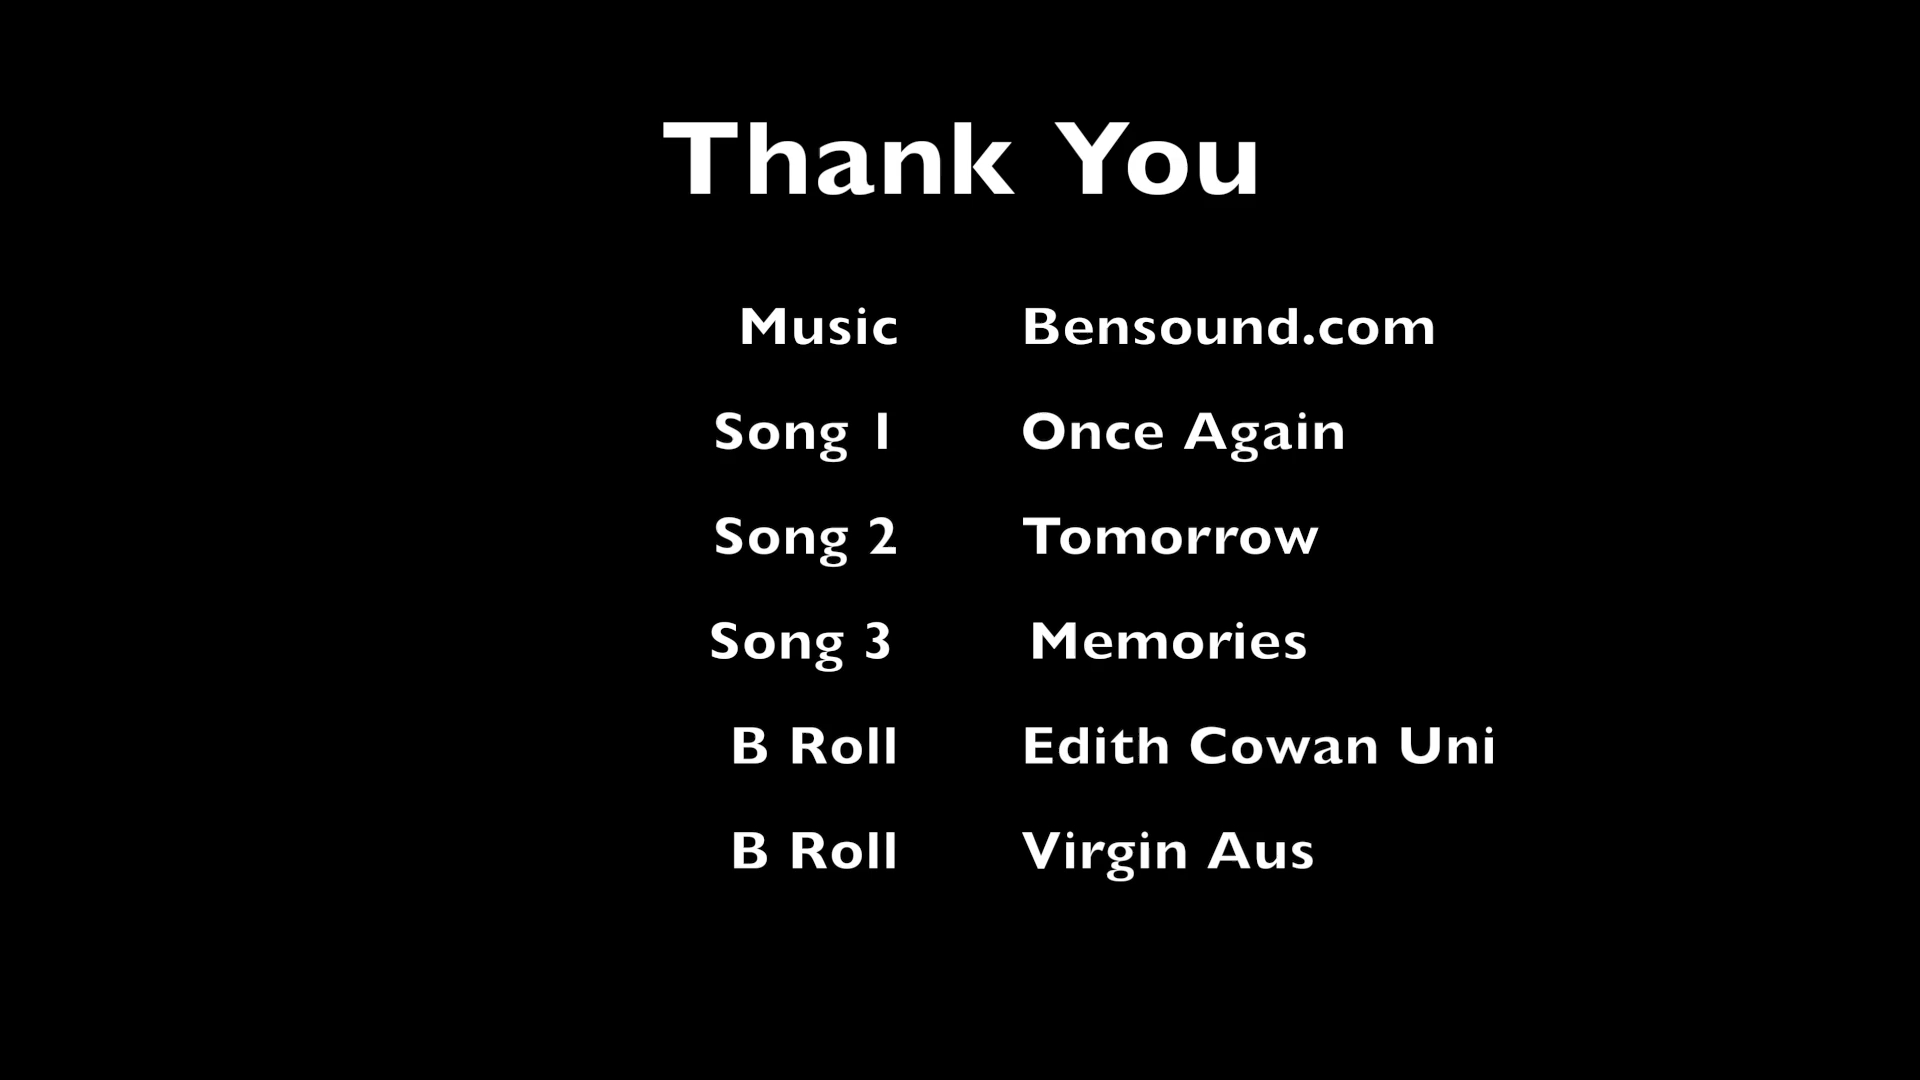 Thank You
Music Bensound.com
Song 1 Once Again
Song 2 Tomorrow
Song 3 Memories
B Roll Edith Cowan Uni
B Roll Virgin Aus